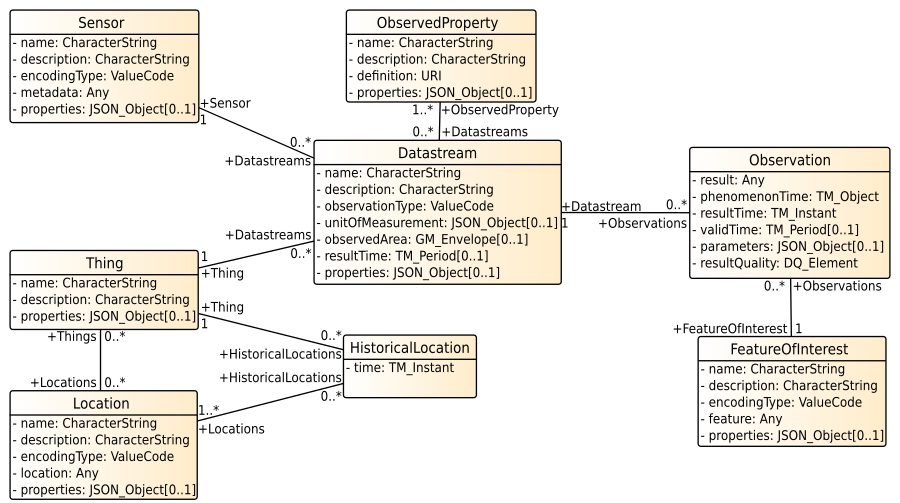 Sensor
- name: CharacterString
- description: CharacterString
- encodingType: ValueCode
- metadata: Any
- properties: JSON_Object[0..1]
ObservedProperty
- name: CharacterString
- description: CharacterString
- definition: URI
- properties: JSON_Object[0..1]
+Sensor
1
0..*
+Datastreams
1..* +ObservedProperty
0..* +Datastreams
Datastream
- name: CharacterString
- description: CharacterString
- observationType: ValueCode
- unitOfMeasurement: JSON_Object[0..1]
- observedArea: GM_Envelope[0..1]
- resultTime: TM_Period[0..1]
- properties: JSON_Object[0..1]
+Datastream 0..*
1 +Observations
Observation
- result: Any
- phenomenonTime: TM_Object
- resultTime: TM_Instant
- validTime: TM_Period[0..1]
- parameters: JSON_Object[0..1]
- resultQuality: DQ_Element
+Datastreams
0..*
1
+Thing
Thing
- name: CharacterString
- description: CharacterString
- properties: JSON_Object[0..1]
+Thing
1
0..*
+HistoricalLocations
0..* +Observations
+FeatureOfInterest 1
+Things 0..*
+Locations 0..*
HistoricalLocation
- time: TM_Instant
+HistoricalLocations
0..*
1..*
+Locations
Location
- name: CharacterString
- description: CharacterString
- encodingType: ValueCode
- location: Any
- properties: JSON_Object[0..1]
FeatureOfInterest
- name: CharacterString
- description: CharacterString
- encodingType: ValueCode
- feature: Any
- properties: JSON_Object[0..1]